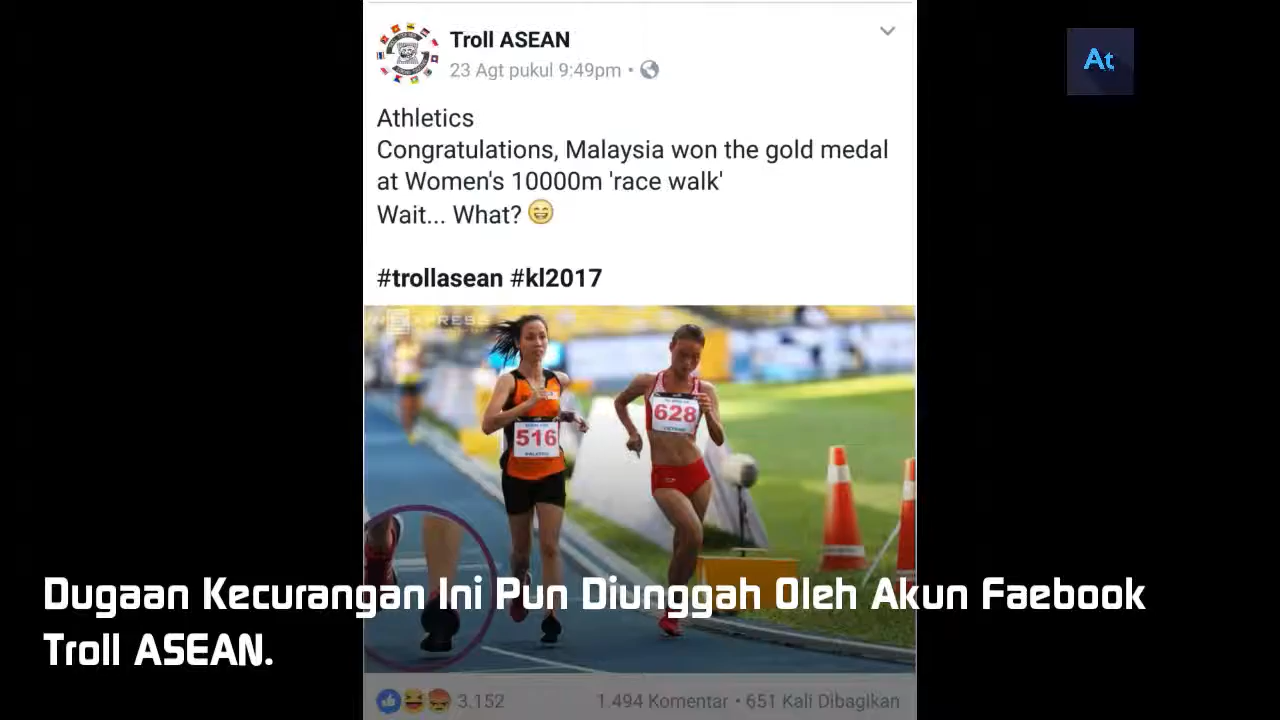 Troll ASEAN
23 Agt pukul 9:49pm •
At
Athletics
Congratulations, Malaysia won the gold medal
at Women's 10000m 'race walk'
Wait... What? 😄
#trollasean #kl2017
EXPRESS
516
628
Dugaan Kecurangan Ini Pun Diunggah Oleh Akun Faebook
Troll ASEAN.
3.152
1.494 Komentar • 651 Kali Dibagikan